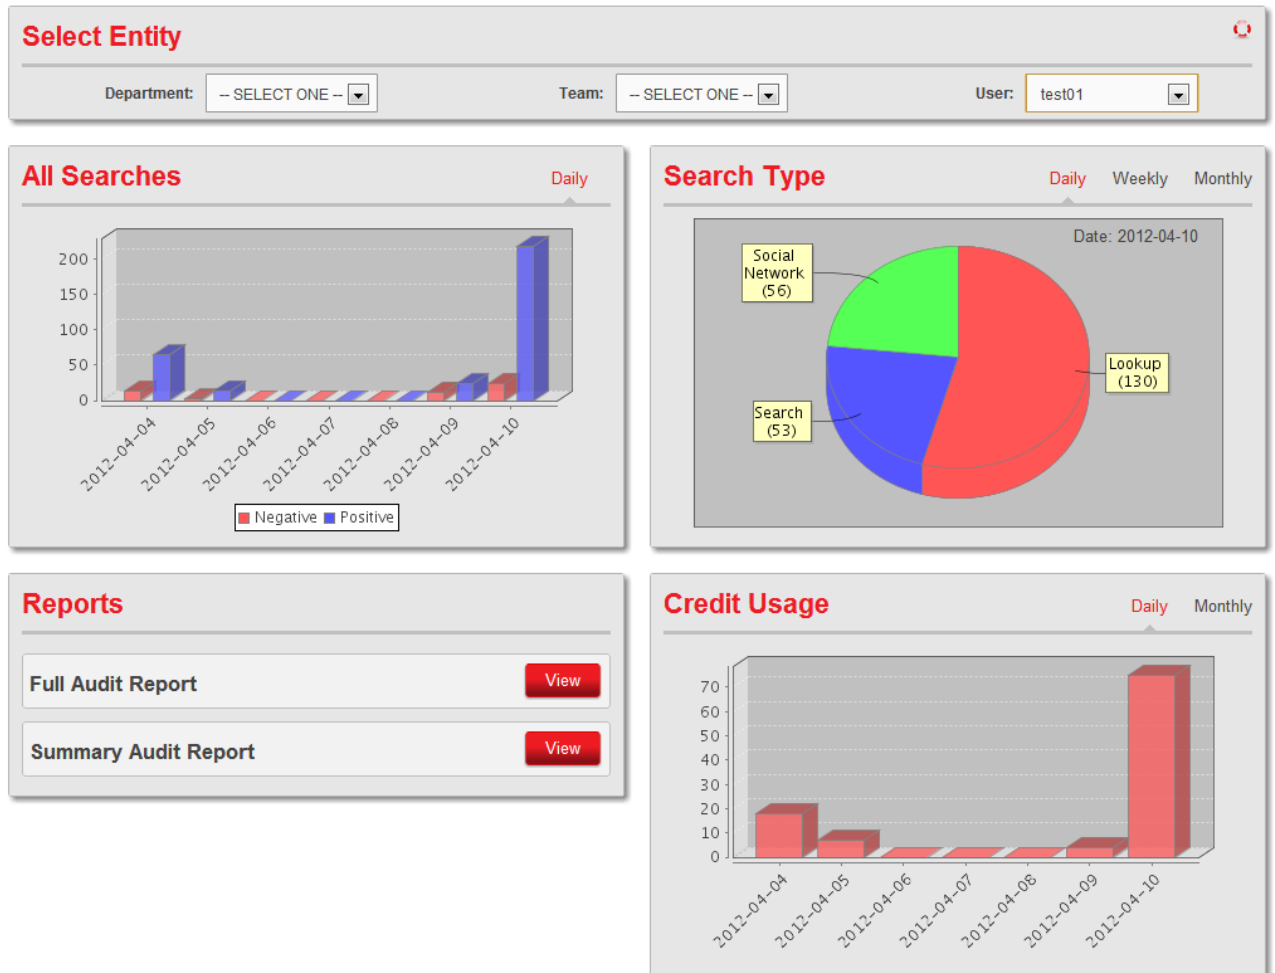 Select Entity
Department: -- SELECT ONE -- Team: -- SELECT ONE -- User: test01
All Searches Daily
200
150
100
50
0
2012-04-04 2012-04-05 2012-04-06 2012-04-07 2012-04-08 2012-04-09 2012-04-10
Negative Positive
Search Type Daily Weekly Monthly
Date: 2012-04-10
Social
Network
(56)
Lookup
(130)
Search
(53)
Reports
Full Audit Report View
Summary Audit Report View
Credit Usage Daily Monthly
70
60
50
40
30
20
10
0
2012-04-04 2012-04-05 2012-04-06 2012-04-07 2012-04-08 2012-04-09 2012-04-10